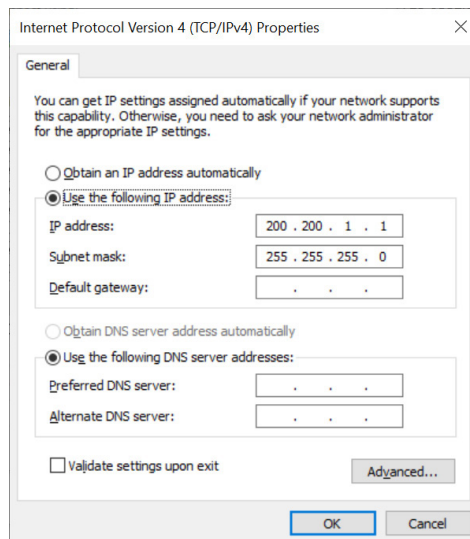 Internet Protocol Version 4 (TCP/IPv4) Properties
General
You can get IP settings assigned automatically if your network supports
this capability. Otherwise, you need to ask your network administrator
for the appropriate IP settings.
Obtain an IP address automatically
Use the following IP address:
IP address: 200 . 200 . 1 . 1
Subnet mask: 255 . 255 . 255 . 0
Default gateway: . . .
Obtain DNS server address automatically
Use the following DNS server addresses:
Preferred DNS server: . . .
Alternate DNS server: . . .
Validate settings upon exit
Advanced...
OK Cancel